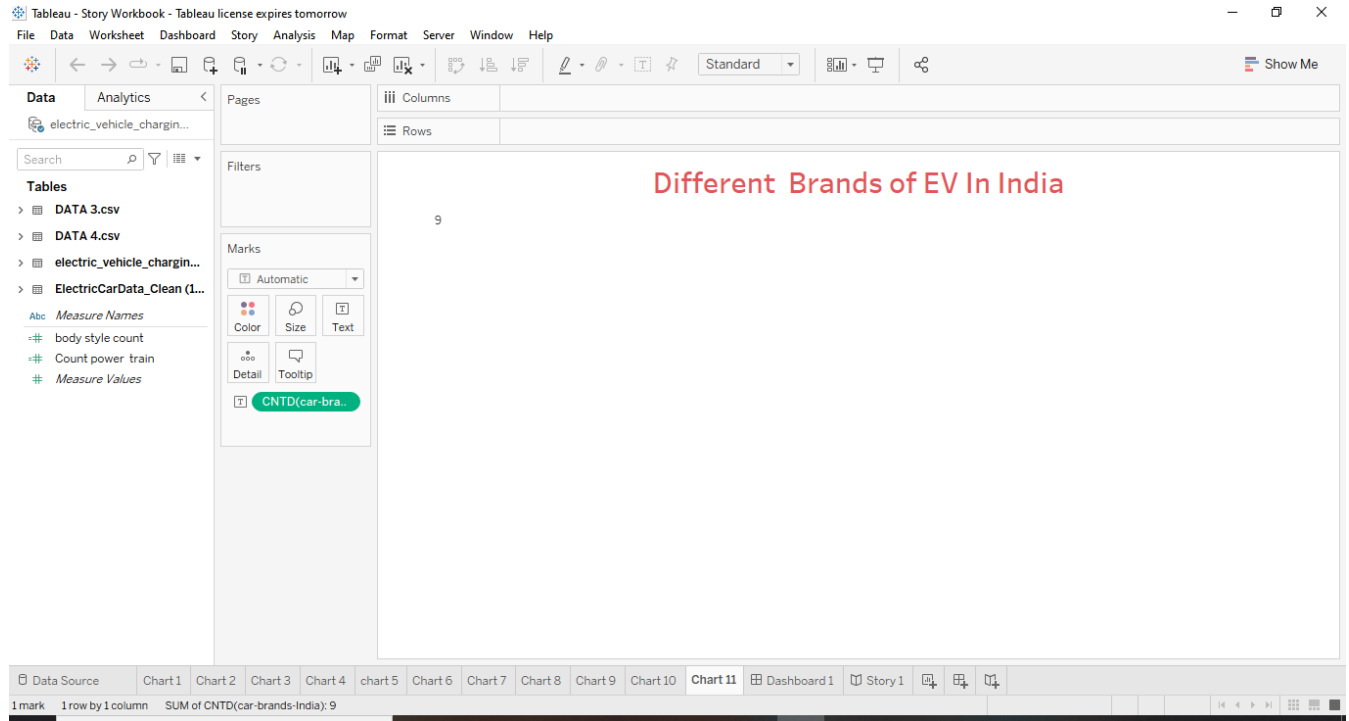 Tableau - Story Workbook - Tableau license expires tomorrow
File Data Worksheet Dashboard Story Analysis Map Format Server Window Help
Standard
Show Me
Data Analytics
electric_vehicle_chargin...
Search
Tables
DATA 3.csv
DATA 4.csv
electric_vehicle_chargin...
ElectricCarData_Clean (1...
Abc Measure Names
body style count
Count power train
Measure Values
Pages
Filters
Marks
Automatic
Color Size Text
Detail Tooltip
CNTD(car-bra..
Columns
Rows
Different Brands of EV In India
9
Data Source Chart 1 Chart 2 Chart 3 Chart 4 chart 5 Chart 6 Chart 7 Chart 8 Chart 9 Chart 10 Chart 11 Dashboard 1 Story 1
1 mark 1 row by 1 column SUM of CNTD(car-brands-India): 9